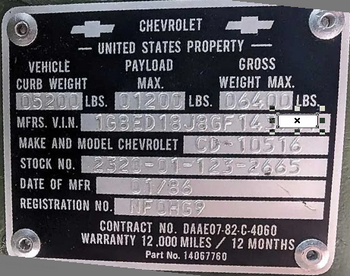 CHEVROLET
UNITED STATES PROPERTY
VEHICLE PAYLOAD GROSS
CURB WEIGHT MAX. WEIGHT MAX.
05200 LBS. 01200 LBS. 06400 LBS.
MFRS. V.I.N. 1G8ED18J8GF14
MAKE AND MODEL CHEVROLET CD-10516
STOCK NO. 2320-01-123-2665
DATE OF MFR 01/86
REGISTRATION NO.
CONTRACT NO. DAAE07-82-C-4060
WARRANTY 12,000 MILES / 12 MONTHS
Part No. 14067760